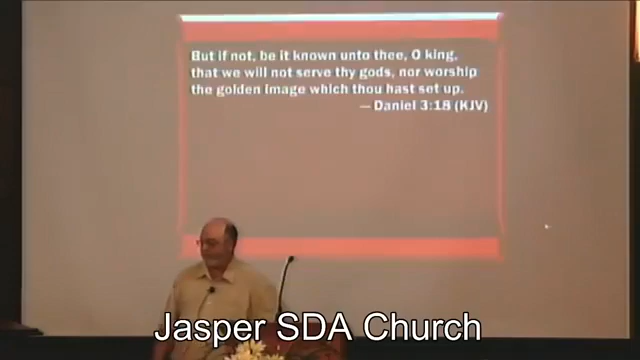 But if not, be it known unto thee, O king,
that we will not serve thy gods, nor worship
the golden image which thou hast set up.
— Daniel 3:18 (KJV)
Jasper SDA Church